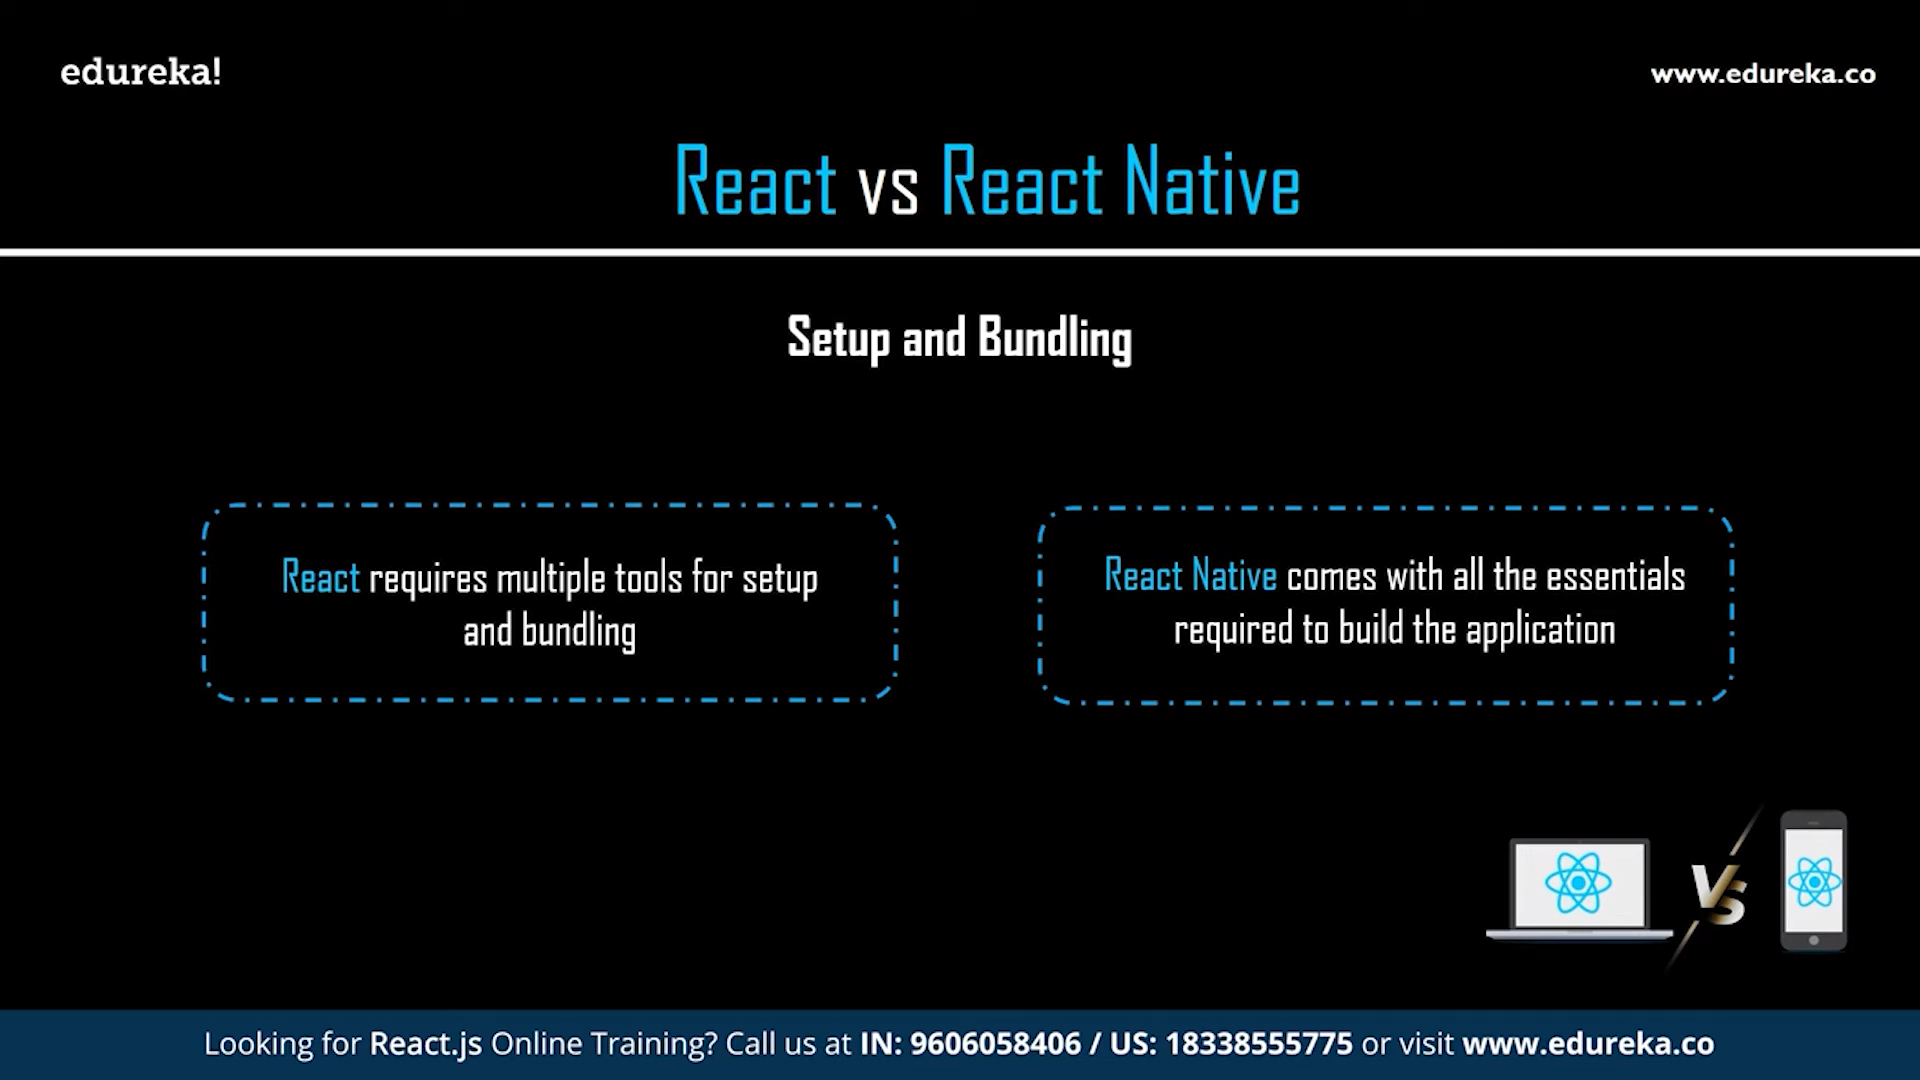 edureka!
www.edureka.co
React vs React Native
Setup and Bundling
React requires multiple tools for setup
and bundling
React Native comes with all the essentials
required to build the application
VS
Looking for React.js Online Training? Call us at IN: 9606058406 / US: 18338555775 or visit www.edureka.co